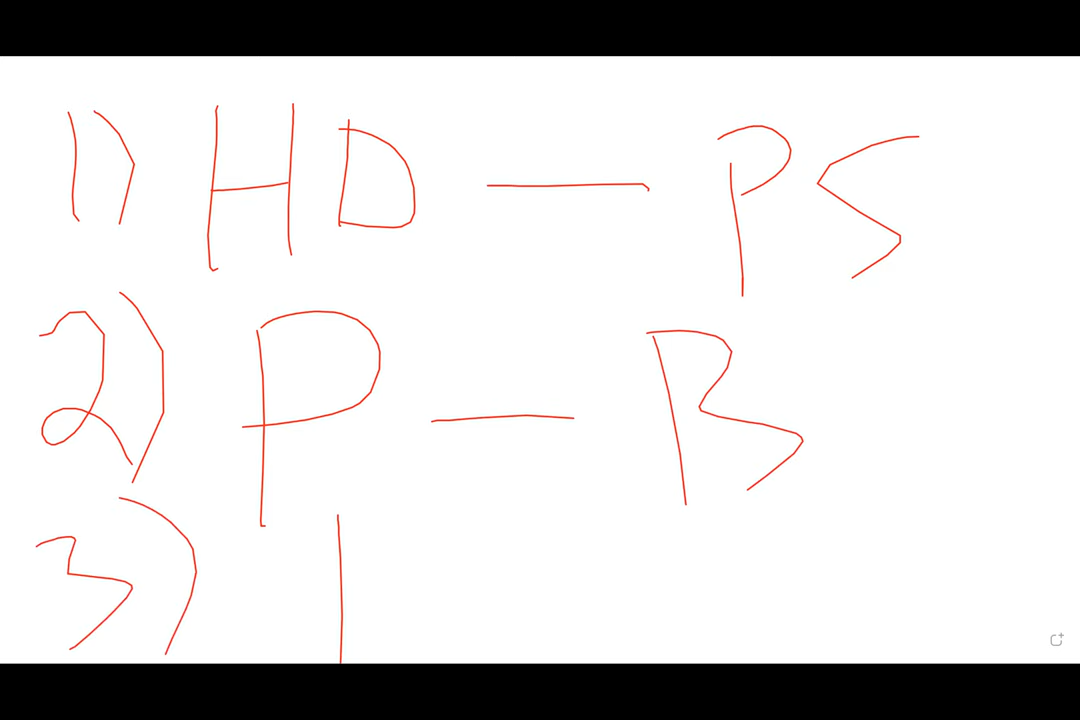 1) HD — PS
2) P — B
3) |